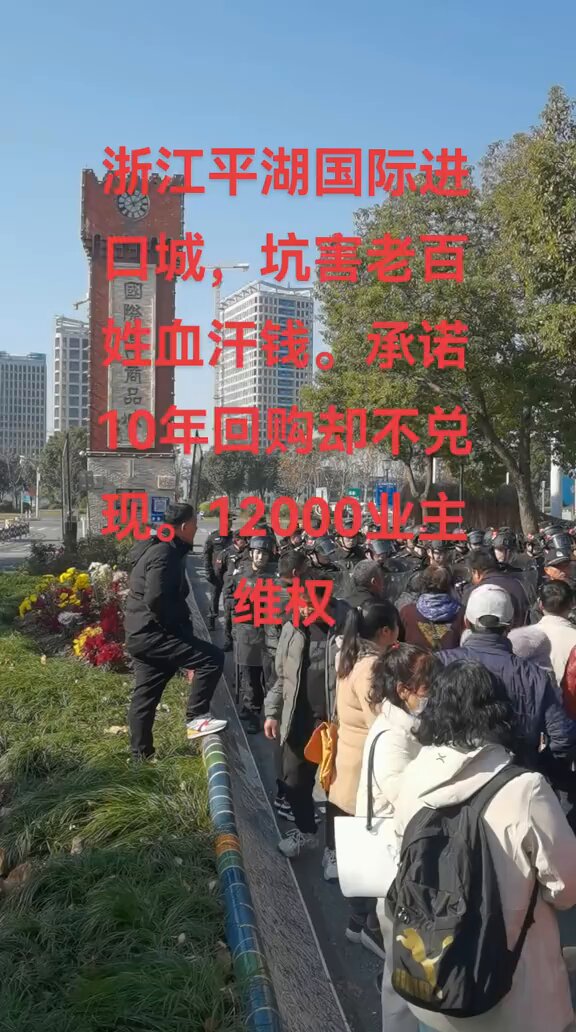 浙江平湖国际进
口城，坑害老百
姓血汗钱。承诺
10年回购却不兑
现。12000业主
维权
國際
商品